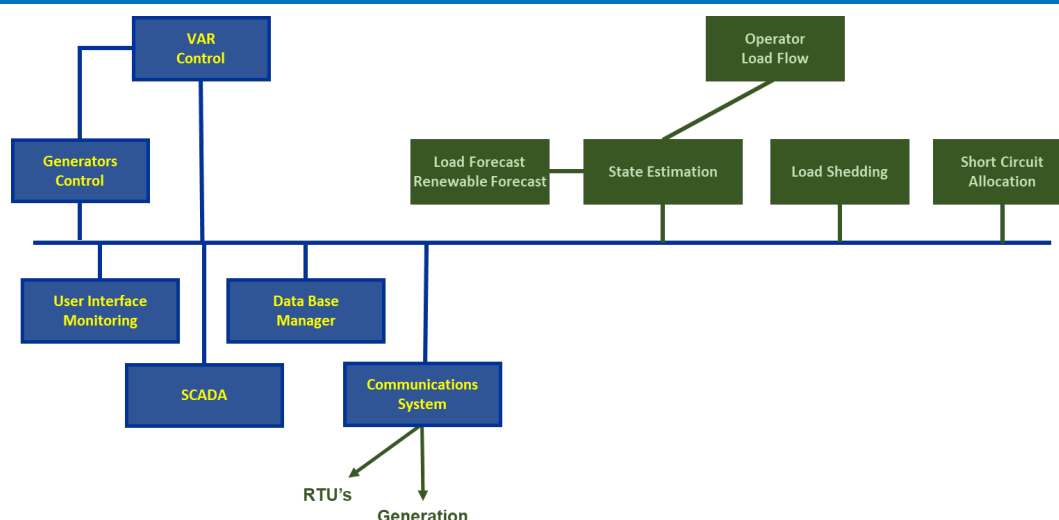 VAR
Control
Operator
Load Flow
Generators
Control
Load Forecast
Renewable Forecast
State Estimation
Load Shedding
Short Circuit
Allocation
User Interface
Monitoring
Data Base
Manager
SCADA
Communications
System
RTU's
Generation